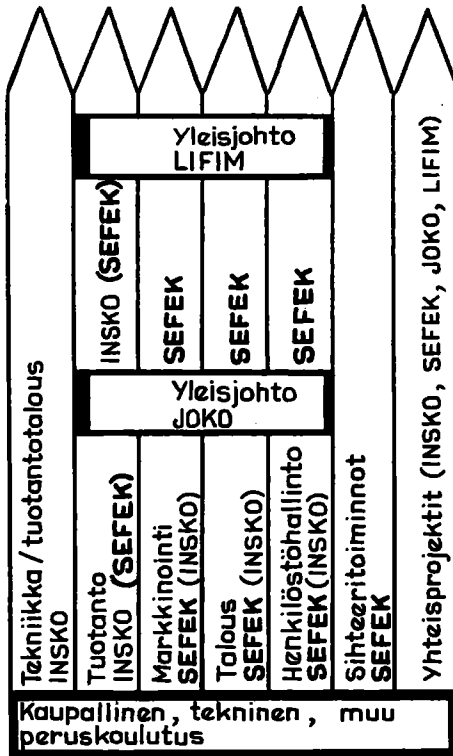 Yleisjohto
LIFIM
INSKO (SEFEK)
SEFEK
SEFEK
SEFEK
Yleisjohto
JOKO
Tekniikka/tuotantotalous
INSKO
Tuotanto
INSKO (SEFEK)
Markkinointi
SEFEK (INSKO)
Talous
SEFEK (INSKO)
Henkilöstöhallinto
SEFEK (INSKO)
Sihteeritoiminnot
SEFEK
Yhteisprojektit (INSKO, SEFEK, JOKO, LIFIM)
Kaupallinen, tekninen, muu
peruskoulutus